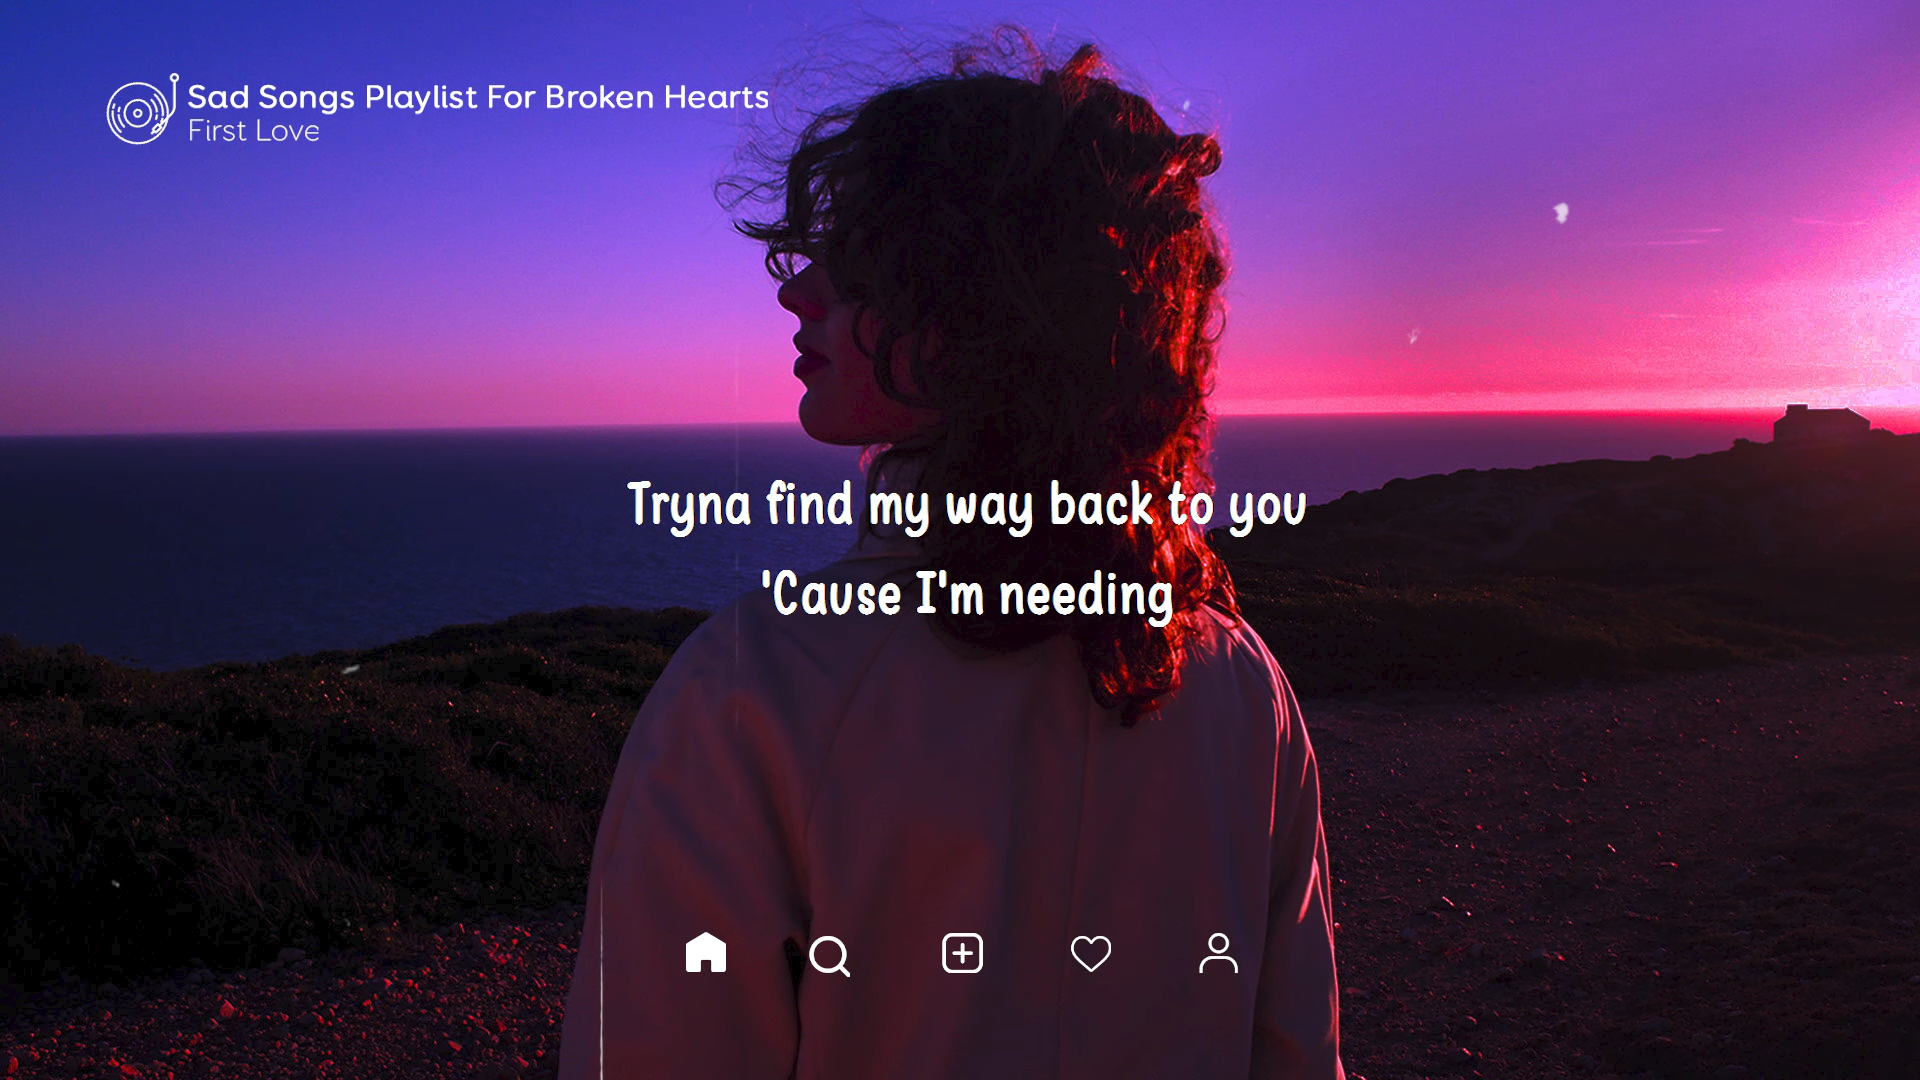 Sad Songs Playlist For Broken Hearts
First Love
Tryna find my way back to you
'Cause I'm needing